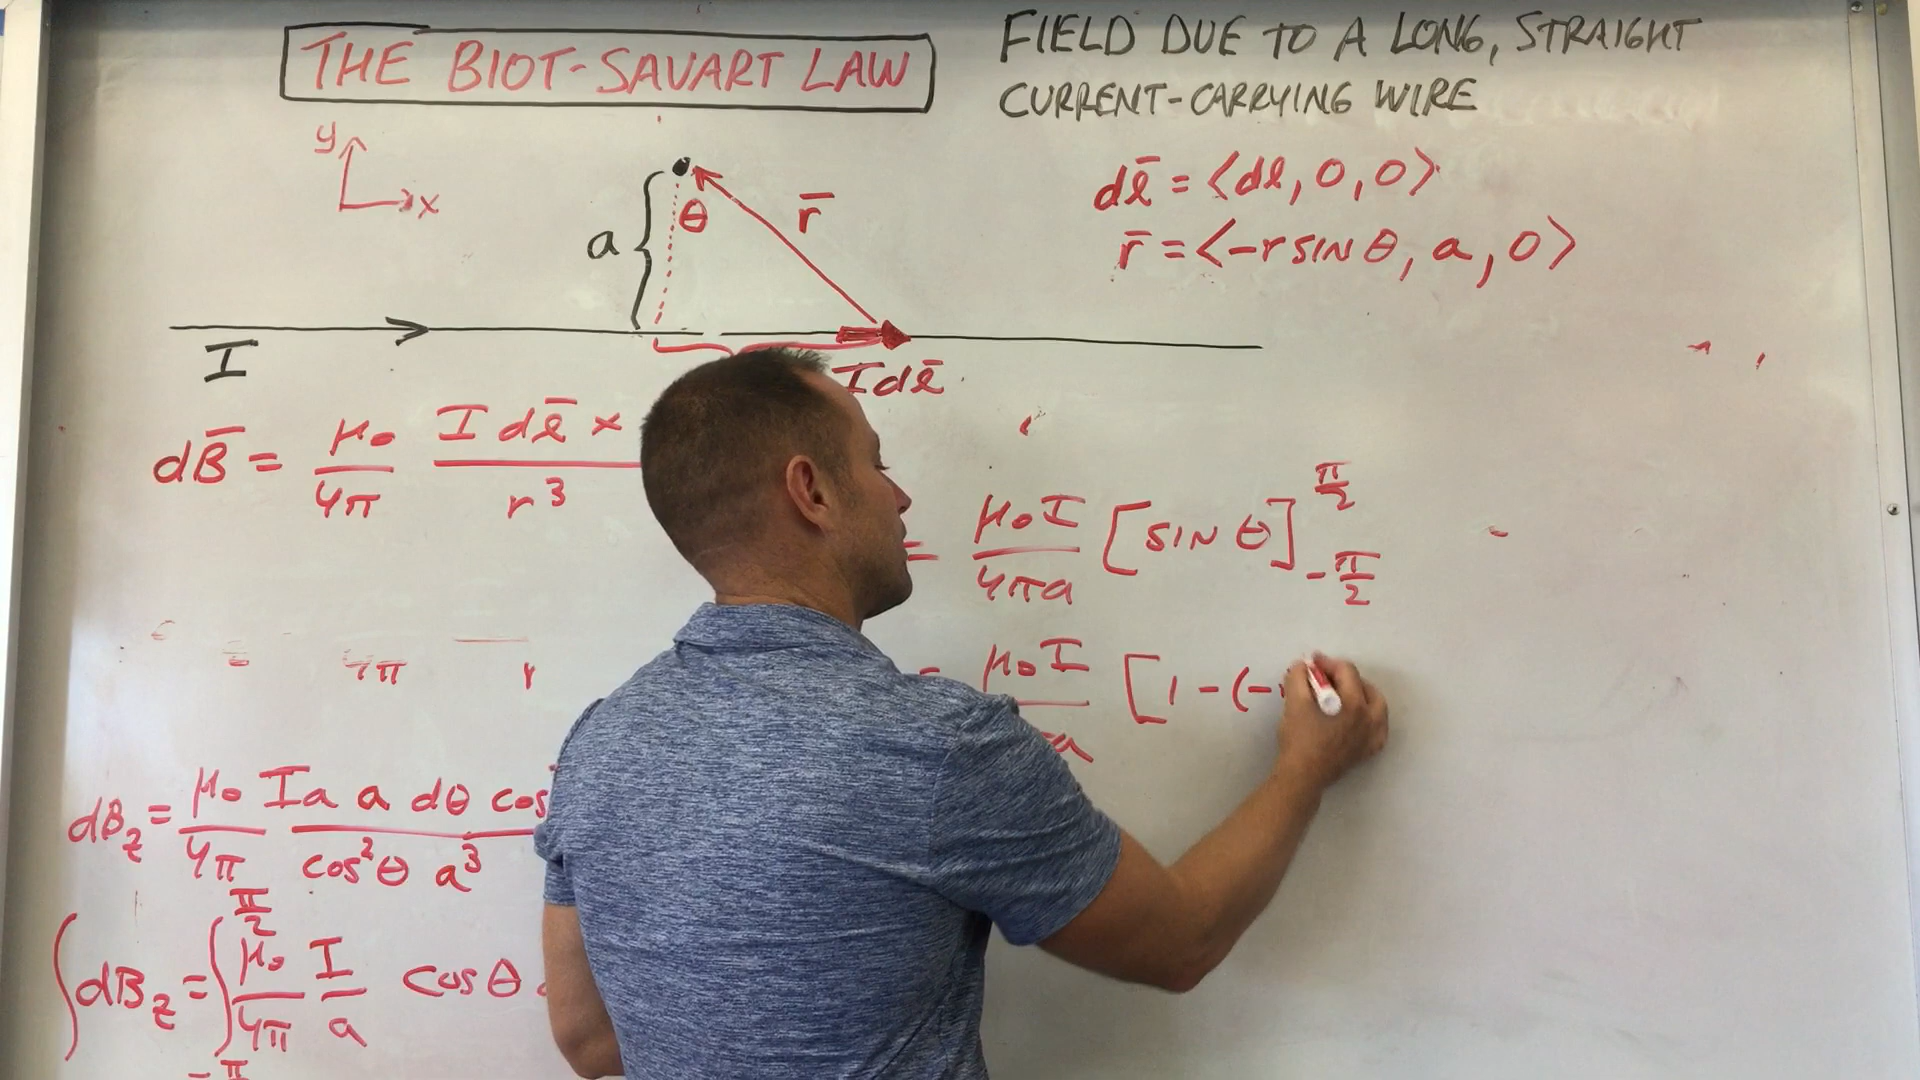 THE BIOT-SAVART LAW
FIELD DUE TO A LONG, STRAIGHT
CURRENT-CARRYING WIRE
y
x
a
θ
r̄
I
I dl̄
dl̄ = <dl, 0, 0>
r̄ = <-r SIN θ, a, 0>
dB̄ = μ₀/4π I dl̄ × / r³
= μ₀I/4πa [SIN θ] π/2 -π/2
= μ₀I/ a [1 - (-
4π r
dB_z = μ₀/4π I a a dθ cos / cos²θ a³
∫dB_z = ∫ π/2 -π μ₀/4π I/a cos θ